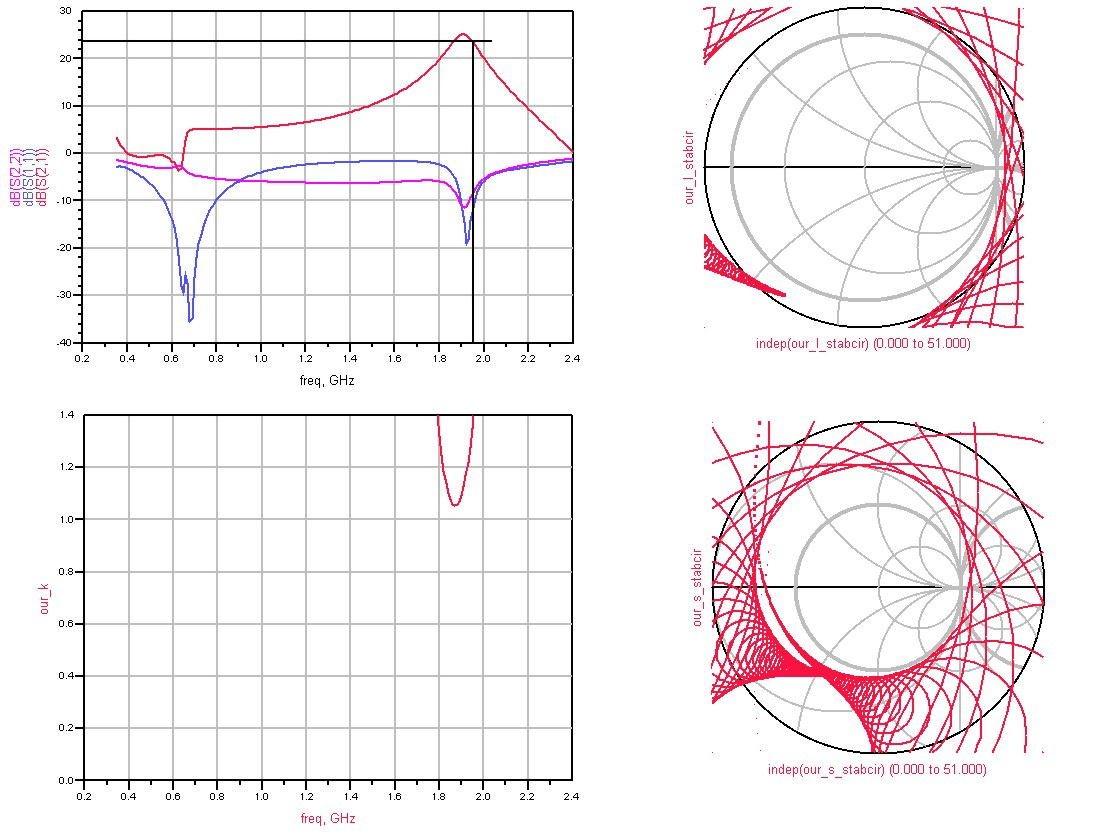 30
20
10
0
-10
-20
-30
-40
0.2 0.4 0.6 0.8 1.0 1.2 1.4 1.6 1.8 2.0 2.2 2.4
freq, GHz
dB(S(2,2))
dB(S(1,1))
dB(S(2,1))
our_l_stabcir
indep(our_l_stabcir) (0.000 to 51.000)
1.4
1.2
1.0
0.8
0.6
0.4
0.2
0.0
0.2 0.4 0.6 0.8 1.0 1.2 1.4 1.6 1.8 2.0 2.2 2.4
freq, GHz
our_k
our_s_stabcir
indep(our_s_stabcir) (0.000 to 51.000)